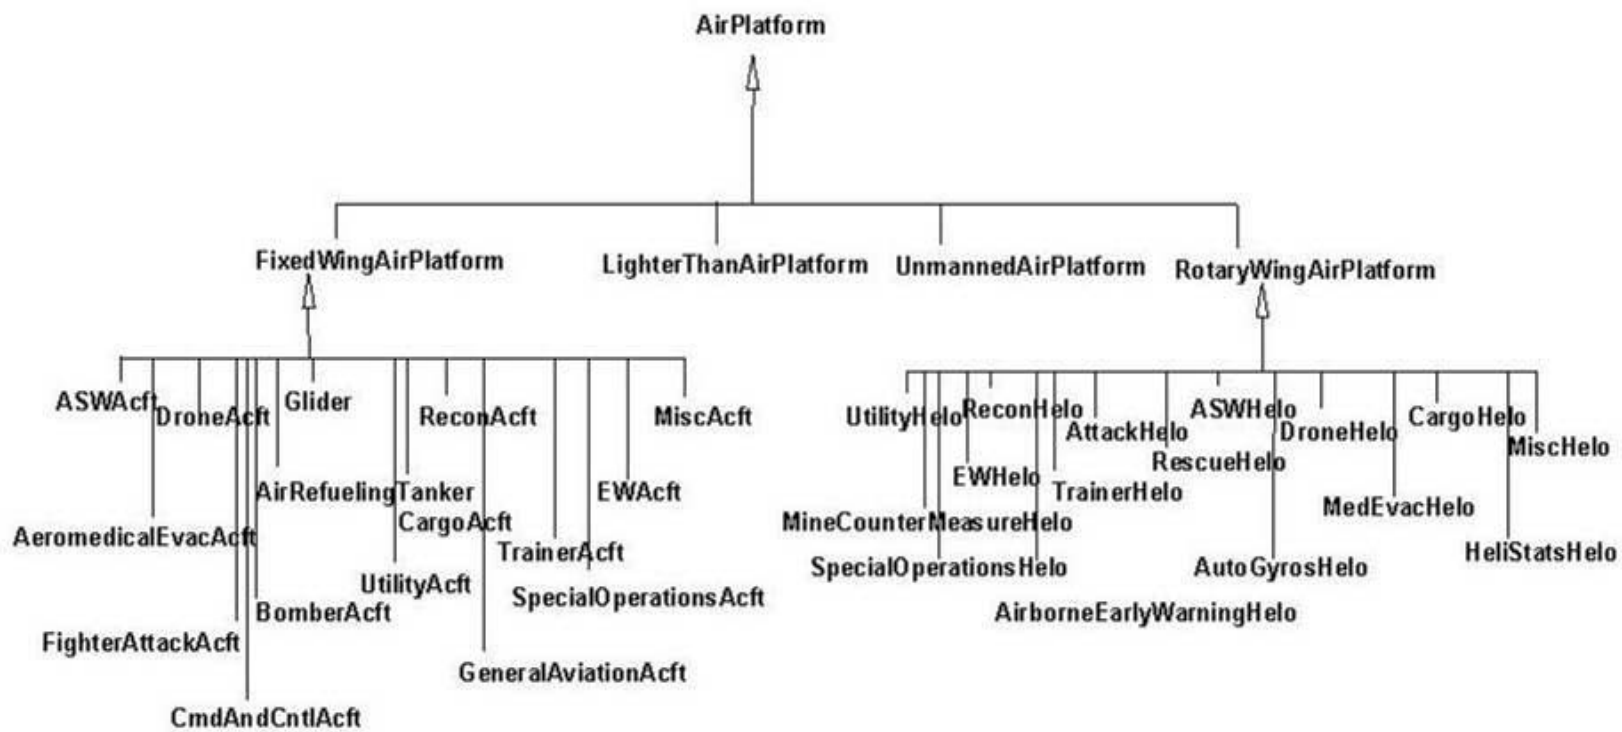 AirPlatform
FixedWingAirPlatform
LighterThanAirPlatform
UnmannedAirPlatform
RotaryWingAirPlatform
ASWAcft
DroneAcft
Glider
ReconAcft
MiscAcft
AirRefuelingTanker
EWAcft
CargoAcft
AeromedicalEvacAcft
TrainerAcft
UtilityAcft
SpecialOperationsAcft
BomberAcft
FighterAttackAcft
GeneralAviationAcft
CmdAndCntlAcft
UtilityHelo
ReconHelo
ASWHelo
CargoHelo
AttackHelo
DroneHelo
MiscHelo
RescueHelo
EWHelo
TrainerHelo
MedEvacHelo
MineCounterMeasureHelo
HeliStatsHelo
SpecialOperationsHelo
AutoGyrosHelo
AirborneEarlyWarningHelo